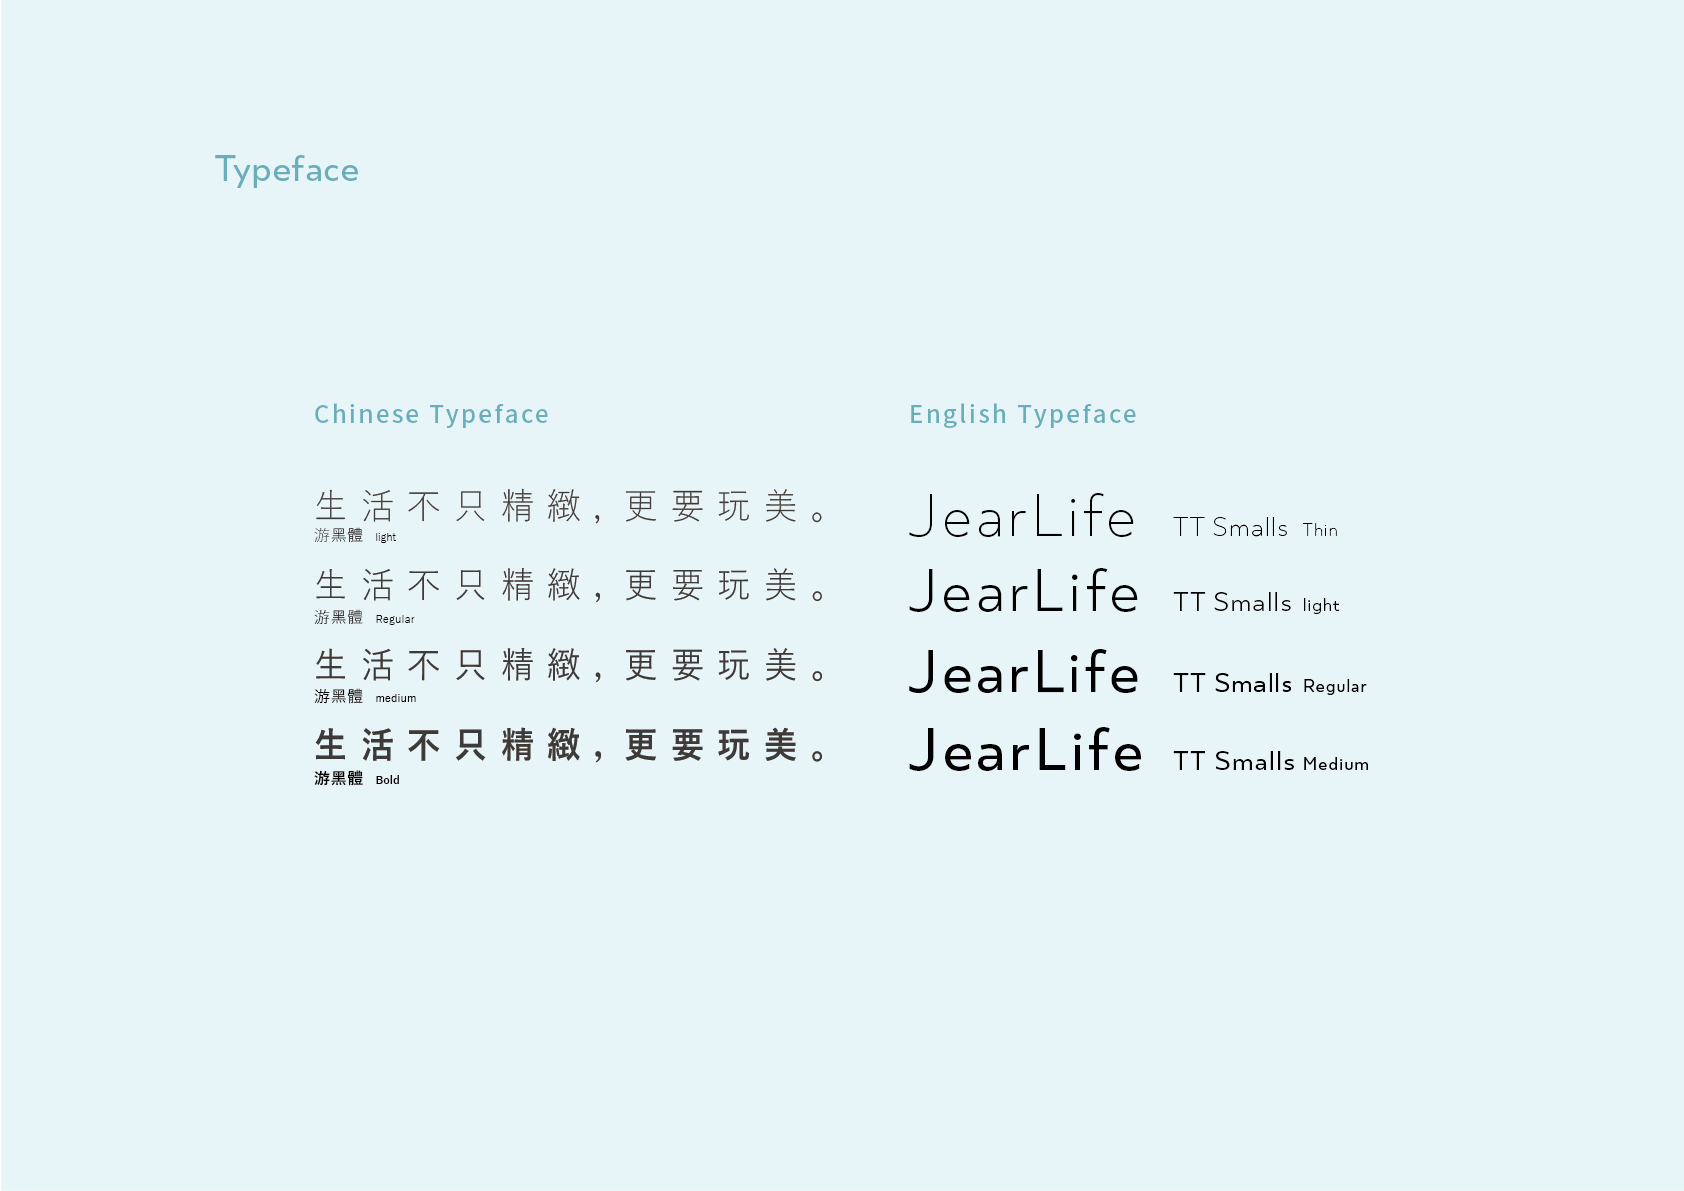 Typeface
Chinese Typeface
生活不只精緻，更要玩美。
游黑體 light
生活不只精緻，更要玩美。
游黑體 Regular
生活不只精緻，更要玩美。
游黑體 medium
生活不只精緻，更要玩美。
游黑體 Bold
English Typeface
JearLife TT Smalls Thin
JearLife TT Smalls light
JearLife TT Smalls Regular
JearLife TT Smalls Medium